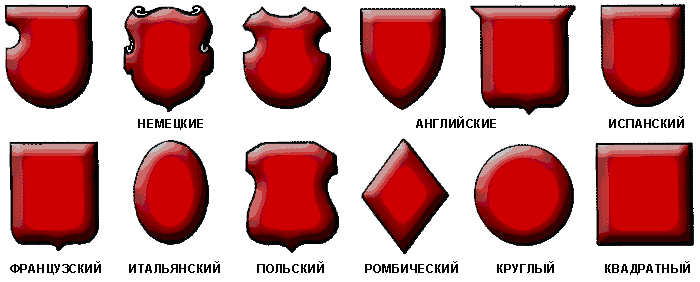 НЕМЕЦКИЕ АНГЛИЙСКИЕ ИСПАНСКИЙ
ФРАНЦУЗСКИЙ ИТАЛЬЯНСКИЙ ПОЛЬСКИЙ РОМБИЧЕСКИЙ КРУГЛЫЙ КВАДРАТНЫЙ